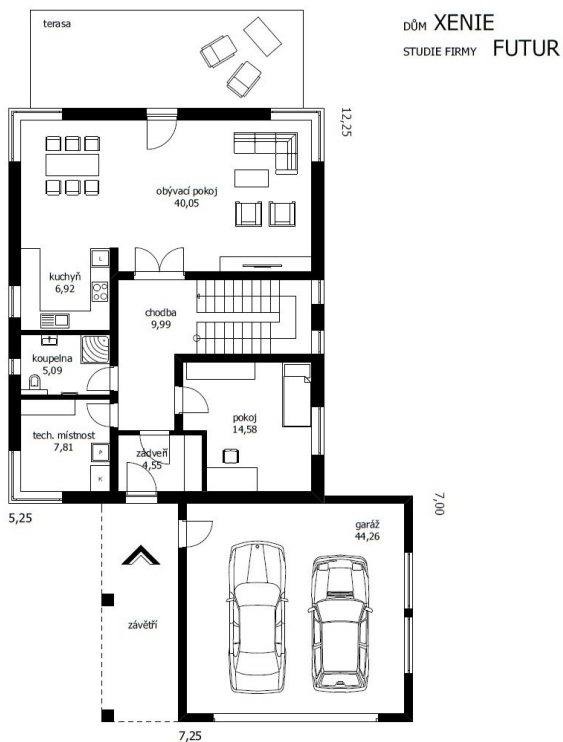 DŮM XENIE
STUDIE FIRMY FUTUR
terasa
12,25
obývací pokoj
40,05
L
kuchyň
6,92
chodba
9,99
koupelna
5,09
pokoj
14,58
tech. místnost
7,81
P
K
zádveří
4,55
5,25
7,00
garáž
44,26
závětří
7,25